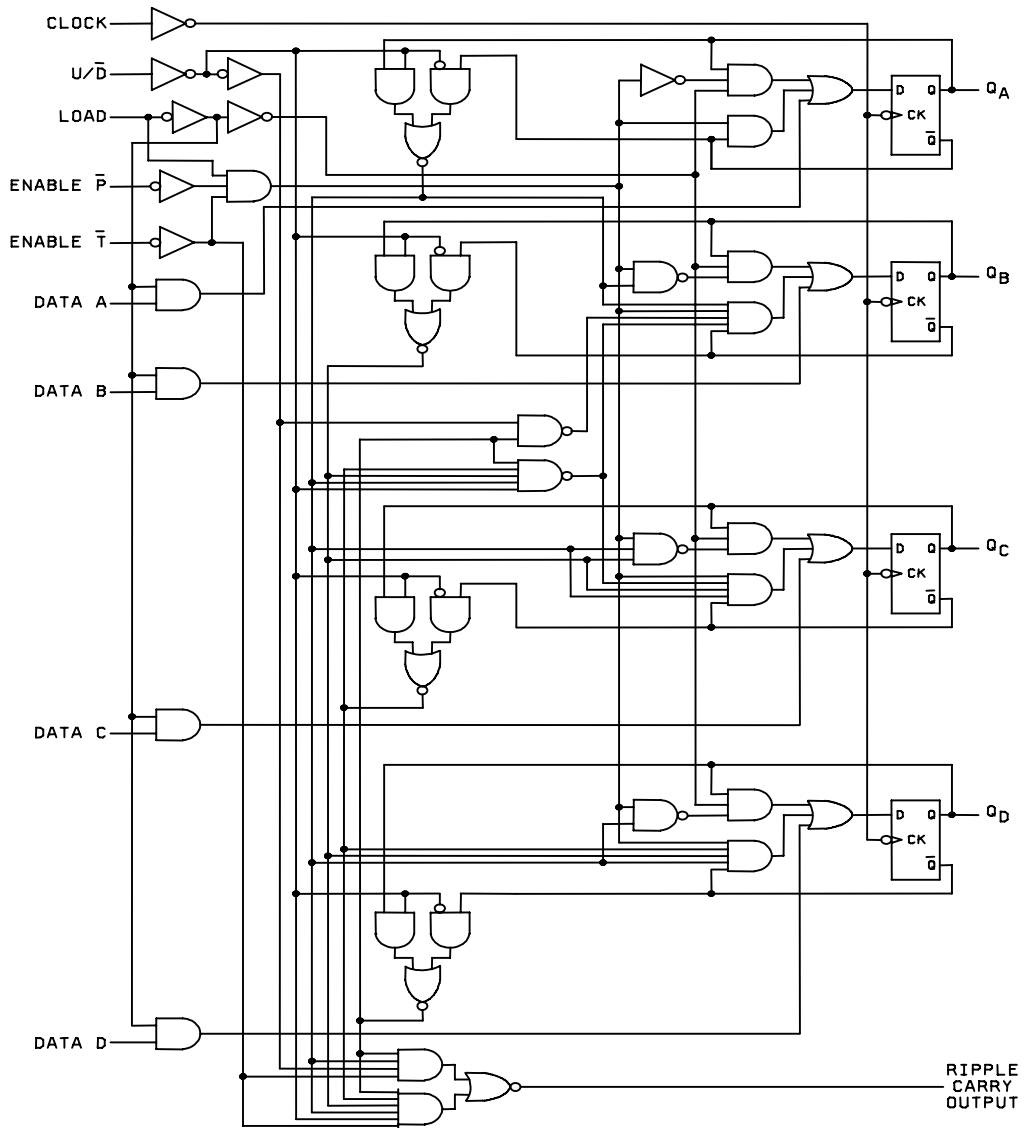 CLOCK
U/D̅
LOAD
ENABLE P̅
ENABLE T̅
DATA A
DATA B
DATA C
DATA D
D Q
CK
Q̅
QA
D Q
CK
Q̅
QB
D Q
CK
Q̅
QC
D Q
CK
Q̅
QD
RIPPLE
CARRY
OUTPUT